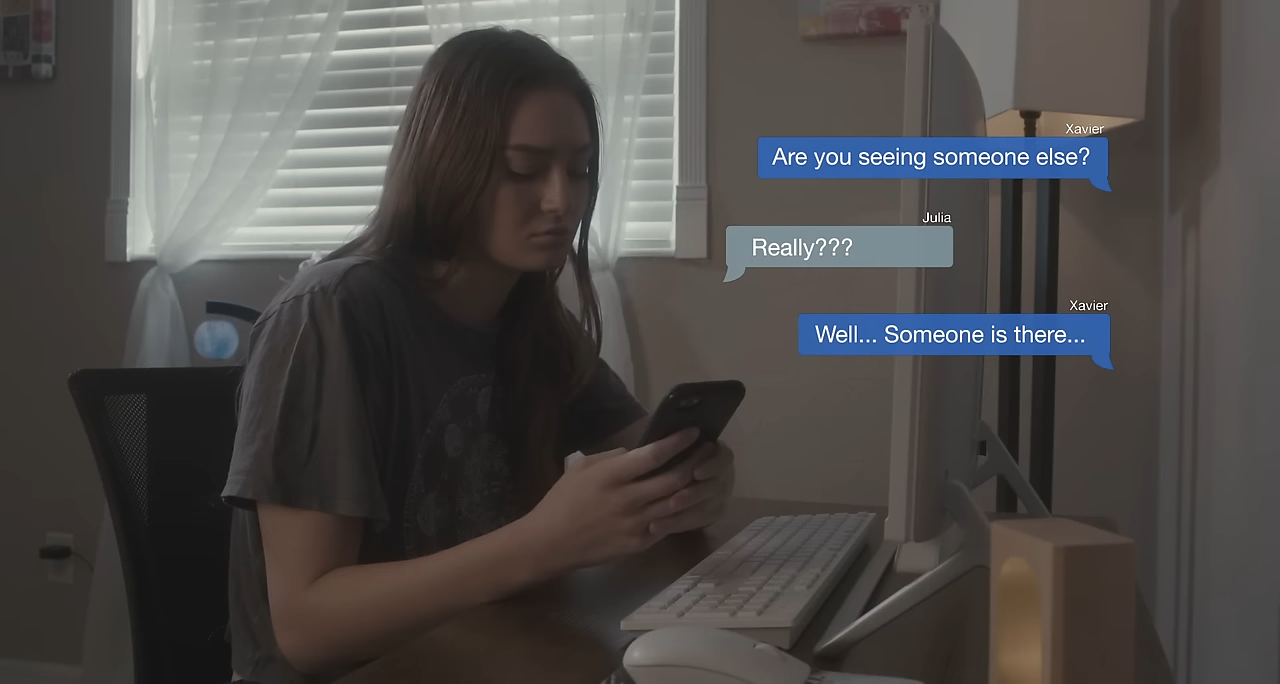 Xavier
Are you seeing someone else?
Julia
Really???
Xavier
Well... Someone is there...